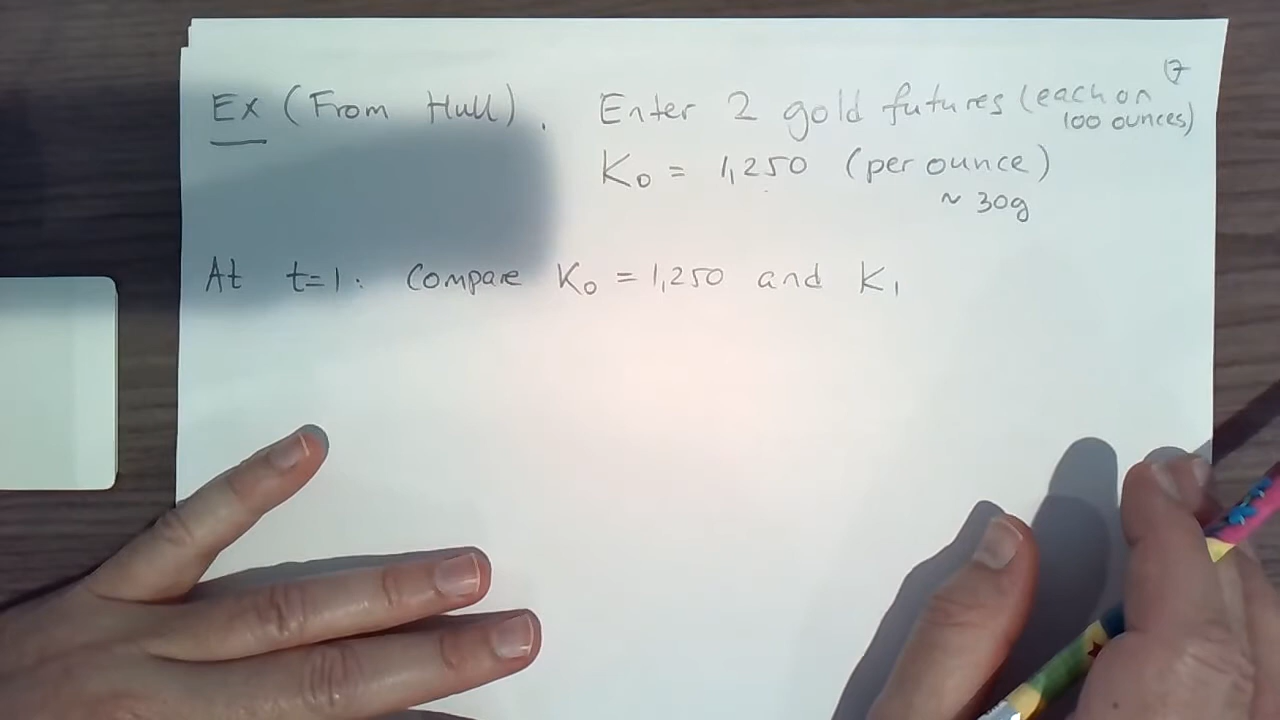 17
Ex (From Hull). Enter 2 gold futures (each on
100 ounces)
K0 = 1,250 (per ounce)
~ 30g
At t=1: Compare K0 = 1,250 and K1